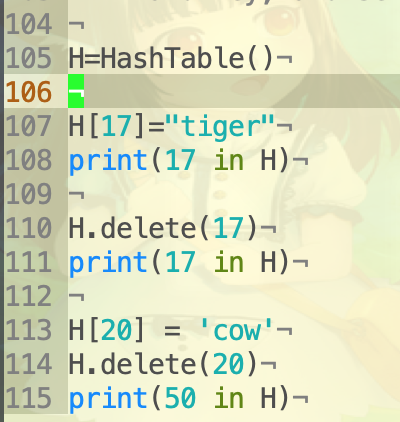 104 ¬
105 H=HashTable()¬
106 ¬
107 H[17]="tiger"¬
108 print(17 in H)¬
109 ¬
110 H.delete(17)¬
111 print(17 in H)¬
112 ¬
113 H[20] = 'cow'¬
114 H.delete(20)¬
115 print(50 in H)¬